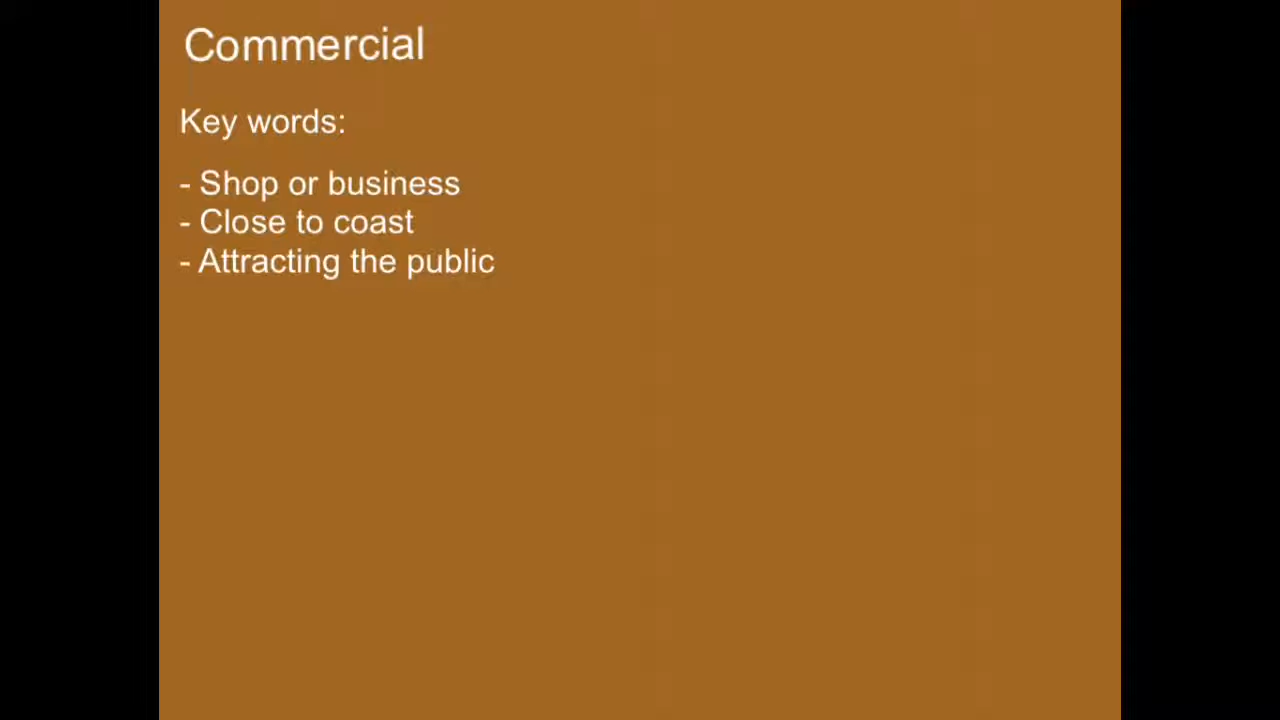 Commercial
Key words:
- Shop or business
- Close to coast
- Attracting the public